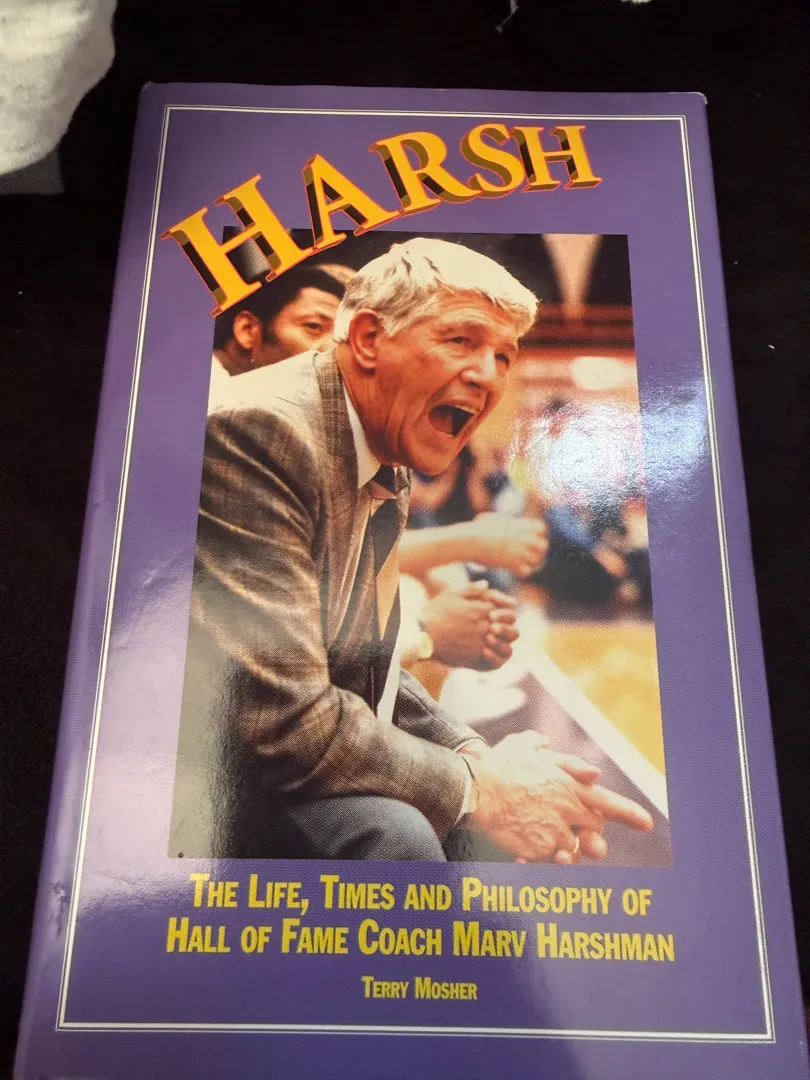 HARSH
THE LIFE, TIMES AND PHILOSOPHY OF
HALL OF FAME COACH MARV HARSHMAN
TERRY MOSHER